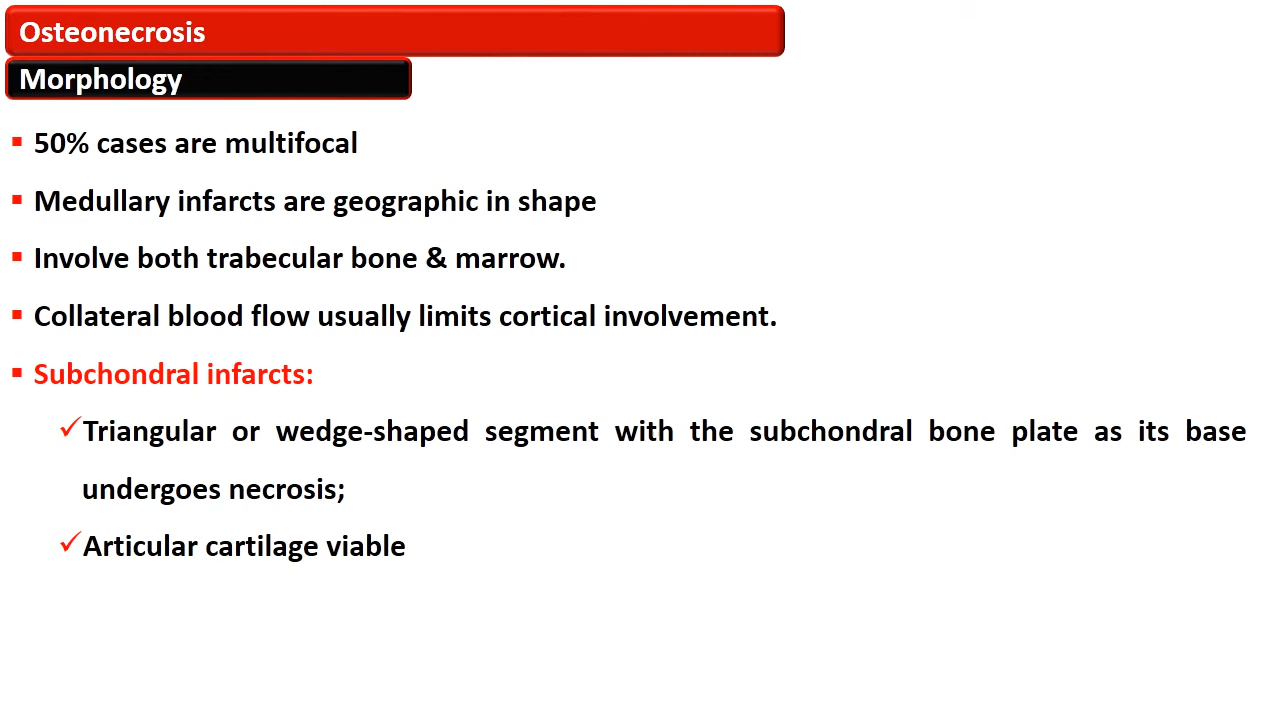 Osteonecrosis
Morphology
▪ 50% cases are multifocal
▪ Medullary infarcts are geographic in shape
▪ Involve both trabecular bone & marrow.
▪ Collateral blood flow usually limits cortical involvement.
▪ Subchondral infarcts:
✓Triangular or wedge-shaped segment with the subchondral bone plate as its base
undergoes necrosis;
✓Articular cartilage viable